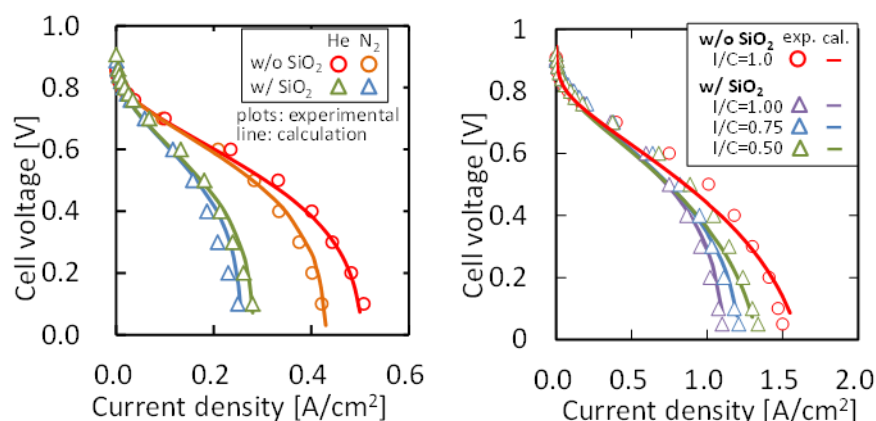 1.0
0.8
0.6
0.4
0.2
0.0
Cell voltage [V]
0.0 0.2 0.4 0.6
Current density [A/cm²]
He N₂
w/o SiO₂
w/ SiO₂
plots: experimental
line: calculation
1
0.8
0.6
0.4
0.2
0
Cell voltage [V]
0.0 0.5 1.0 1.5 2.0
Current density [A/cm²]
w/o SiO₂ exp. cal.
I/C=1.0
w/ SiO₂
I/C=1.00
I/C=0.75
I/C=0.50